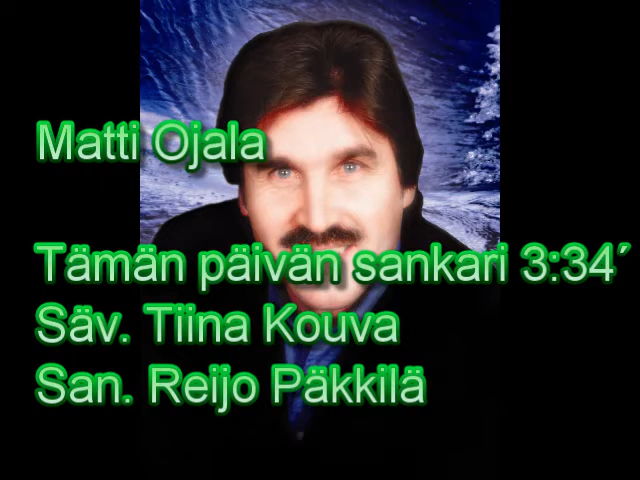 Matti Ojala
Tämän päivän sankari 3:34´
Säv. Tiina Kouva
San. Reijo Päkkilä